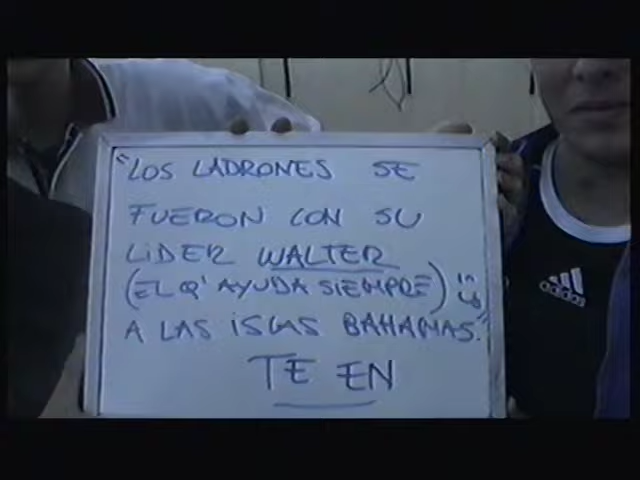 "LOS LADRONES SE
FUERON CON SU
LIDER WALTER
(EL Q' AYUDA SIEMPRE)
A LAS ISLAS BAHAMAS."
TE EN
adidas